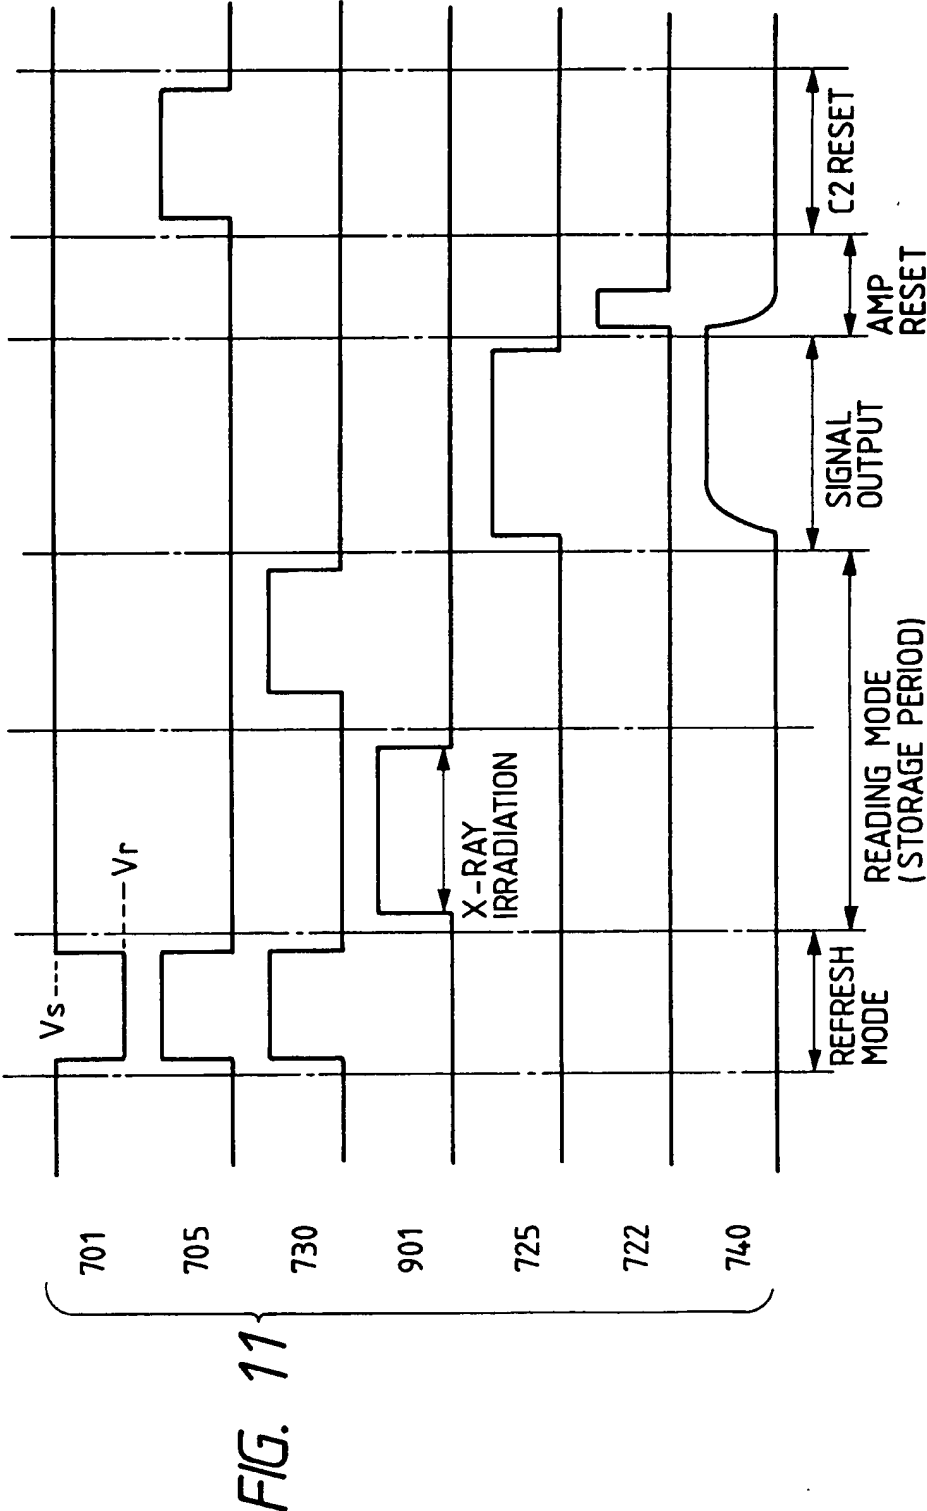 FIG. 11
701
705
730
901
725
722
740
Vs
Vr
X-RAY
IRRADIATION
REFRESH
MODE
READING MODE
(STORAGE PERIOD)
SIGNAL
OUTPUT
AMP
RESET
C2 RESET